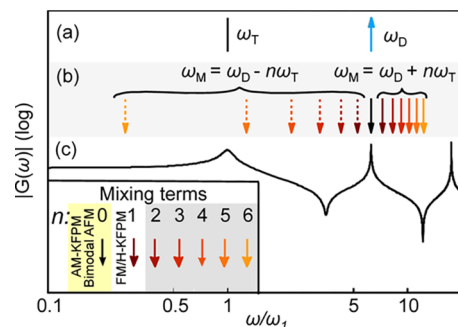 (a) ω_T ω_D
(b) ω_M = ω_D - nω_T ω_M = ω_D + nω_T
(c)
|G(ω)| (log)
Mixing terms
n: 0 1 2 3 4 5 6
AM-KFPM
Bimodal AFM
FM/H-KFPM
0.1 0.5 1 5 10
ω/ω₁